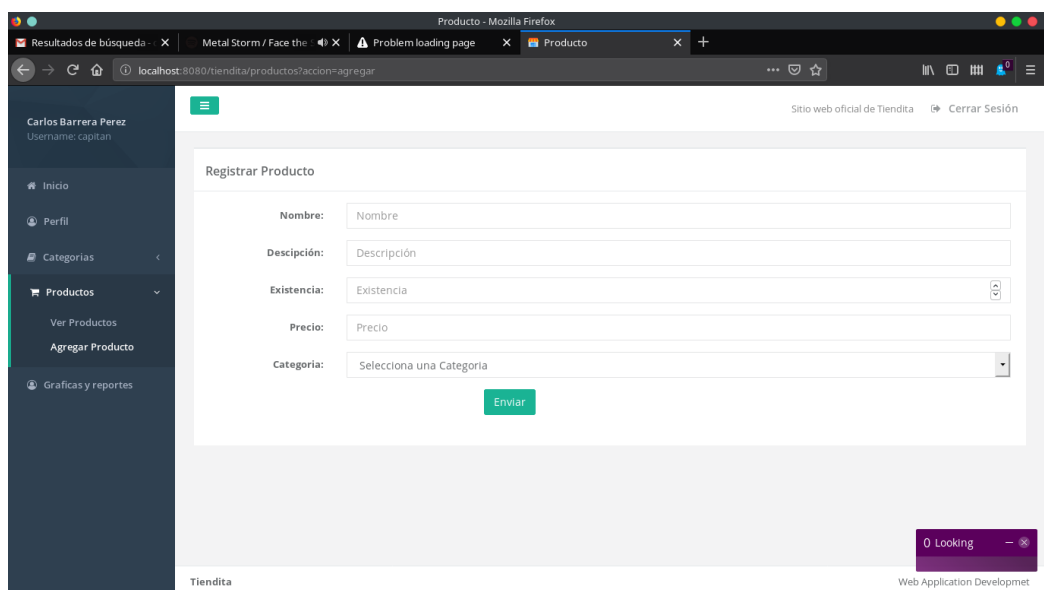 Producto - Mozilla Firefox
Resultados de búsqueda -
Metal Storm / Face the S
Problem loading page
Producto
localhost:8080/tiendita/productos?accion=agregar
0
Carlos Barrera Perez
Username: capitan
Sitio web oficial de Tiendita
Cerrar Sesión
Inicio
Perfil
Categorias
Productos
Ver Productos
Agregar Producto
Graficas y reportes
Registrar Producto
Nombre:
Nombre
Descipción:
Descripción
Existencia:
Existencia
Precio:
Precio
Categoria:
Selecciona una Categoria
Enviar
0 Looking
Tiendita
Web Application Developmet